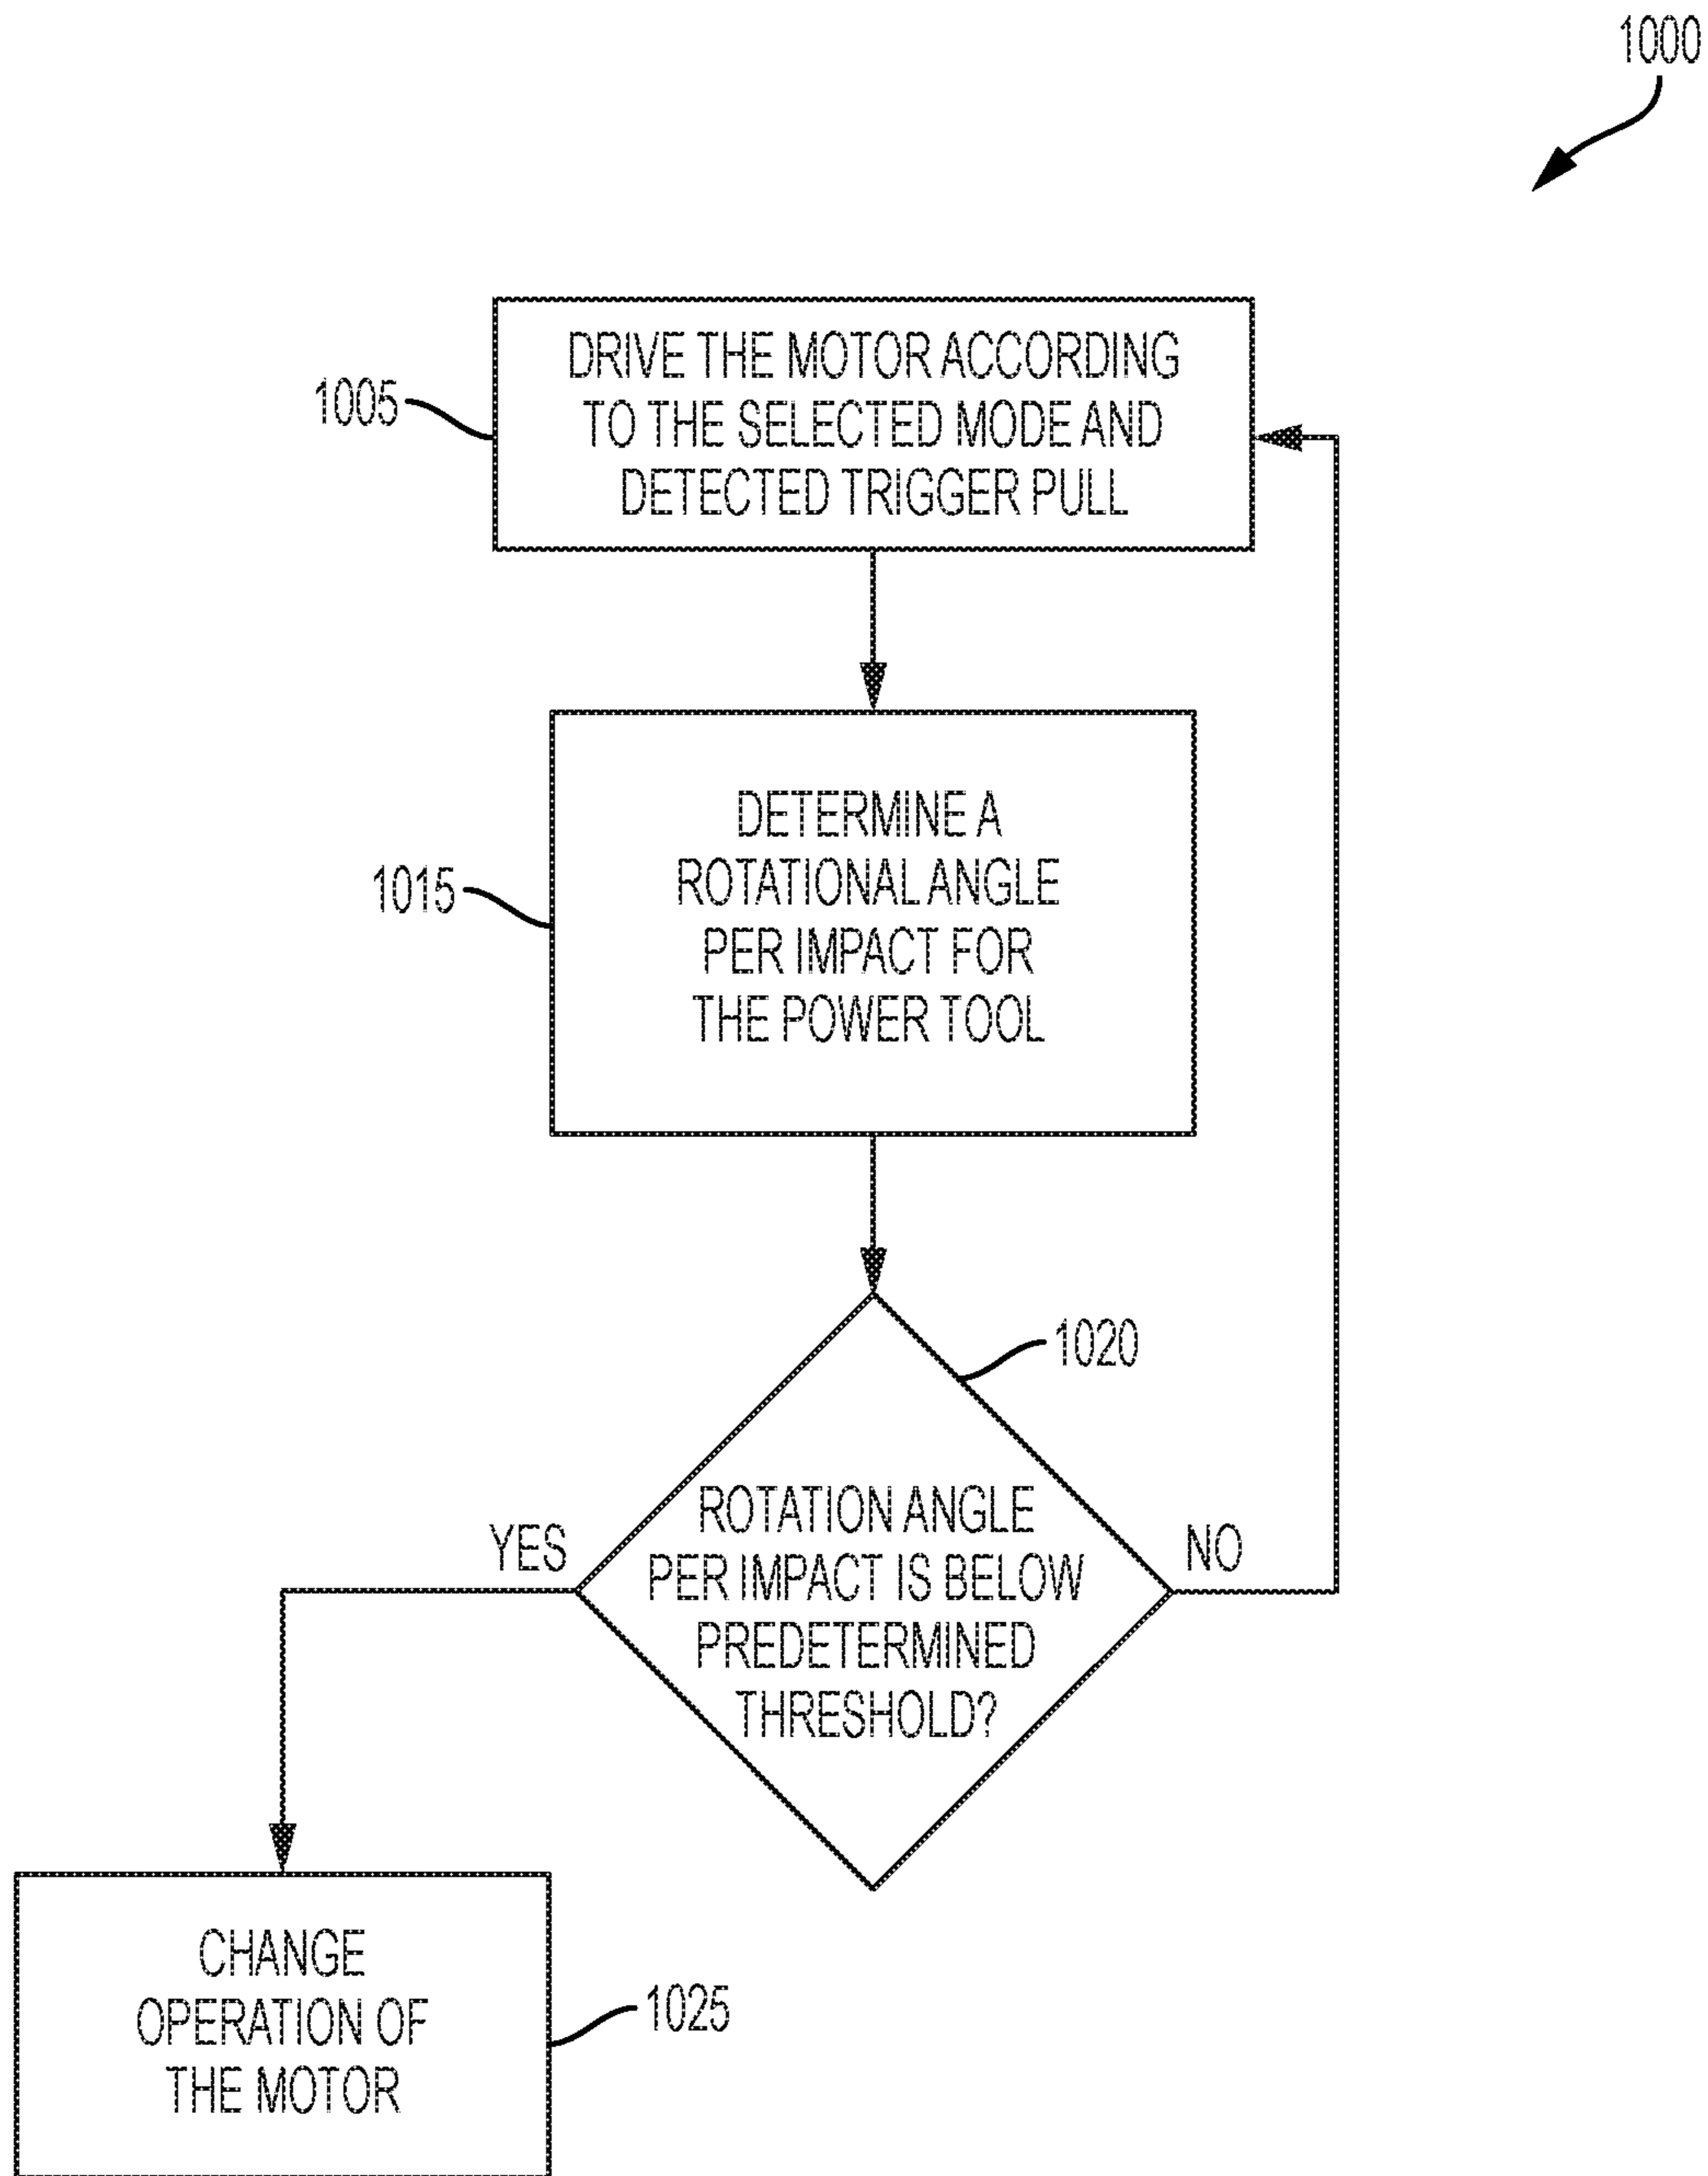 1000
DRIVE THE MOTOR ACCORDING
TO THE SELECTED MODE AND
DETECTED TRIGGER PULL
1005
DETERMINE A
ROTATIONAL ANGLE
PER IMPACT FOR
THE POWER TOOL
1015
1020
ROTATION ANGLE
PER IMPACT IS BELOW
PREDETERMINED
THRESHOLD?
YES
NO
CHANGE
OPERATION OF
THE MOTOR
1025